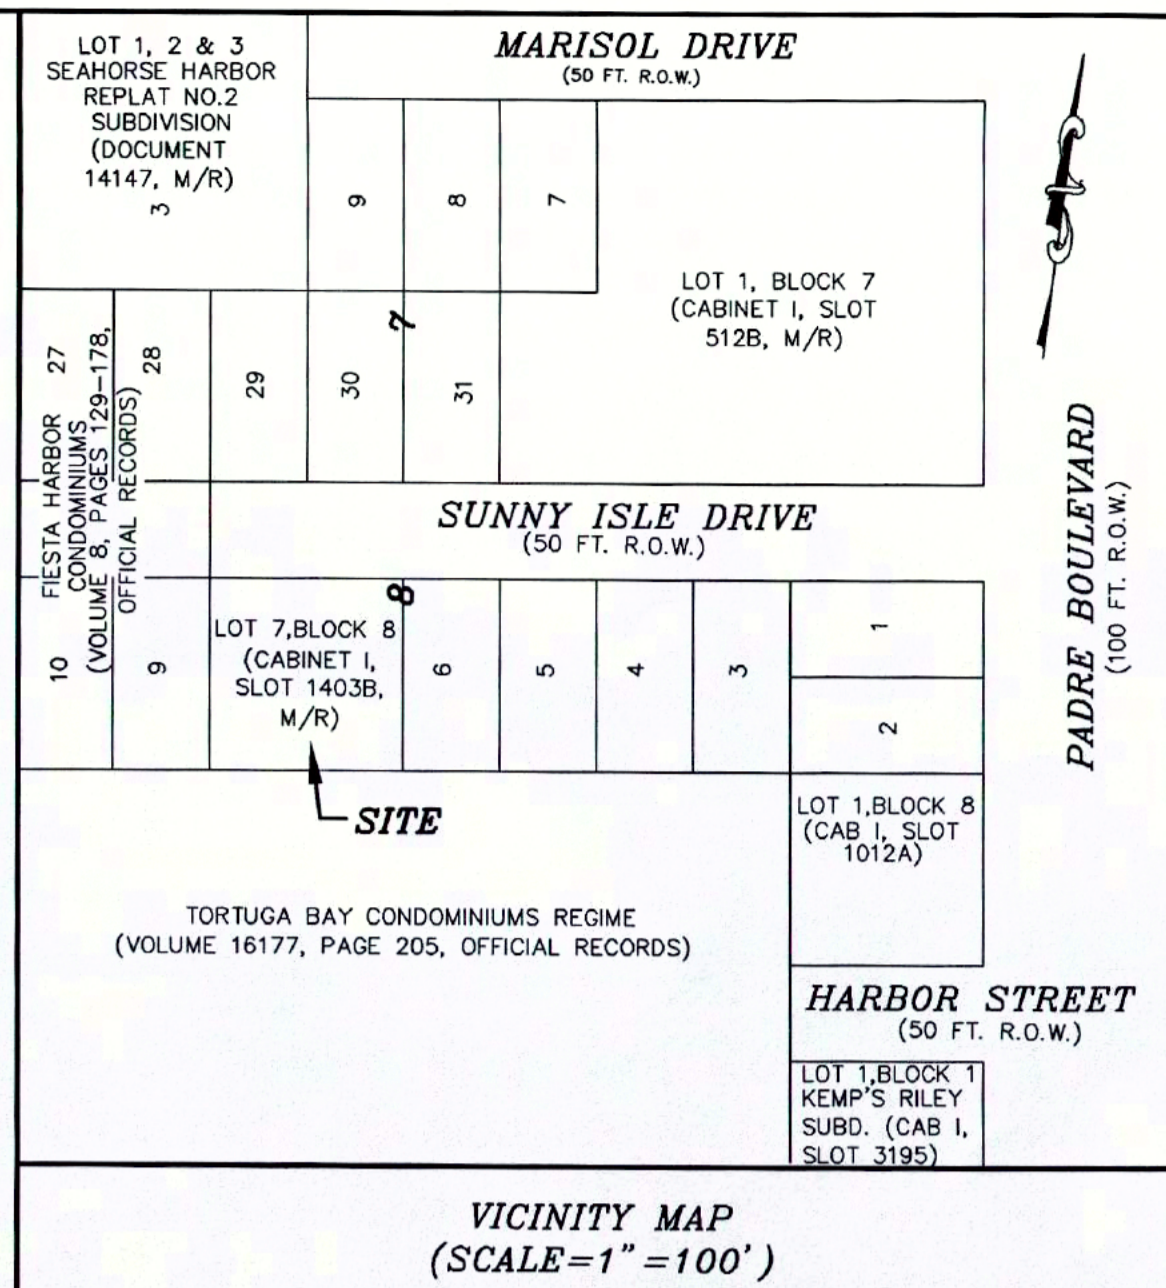 LOT 1, 2 & 3
SEAHORSE HARBOR
REPLAT NO.2
SUBDIVISION
(DOCUMENT
14147, M/R)
3
MARISOL DRIVE
(50 FT. R.O.W.)
9
8
7
LOT 1, BLOCK 7
(CABINET I, SLOT
512B, M/R)
27
28
29
30
7
31
FIESTA HARBOR
CONDOMINIUMS
(VOLUME 8, PAGES 129-178,
OFFICIAL RECORDS)
SUNNY ISLE DRIVE
(50 FT. R.O.W.)
PADRE BOULEVARD
(100 FT. R.O.W.)
10
9
LOT 7,BLOCK 8
(CABINET I,
SLOT 1403B,
M/R)
8
6
5
4
3
1
2
SITE
LOT 1,BLOCK 8
(CAB I, SLOT
1012A)
TORTUGA BAY CONDOMINIUMS REGIME
(VOLUME 16177, PAGE 205, OFFICIAL RECORDS)
HARBOR STREET
(50 FT. R.O.W.)
LOT 1,BLOCK 1
KEMP'S RILEY
SUBD. (CAB I,
SLOT 3195)
VICINITY MAP
(SCALE=1"=100')